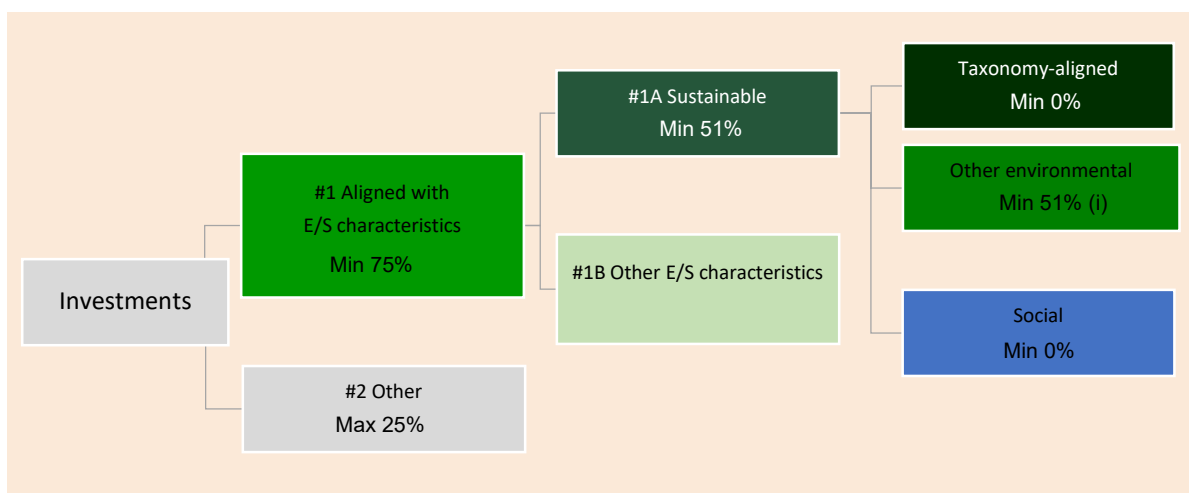 Investments
#1 Aligned with
E/S characteristics
Min 75%
#2 Other
Max 25%
#1A Sustainable
Min 51%
#1B Other E/S characteristics
Taxonomy-aligned
Min 0%
Other environmental
Min 51% (i)
Social
Min 0%